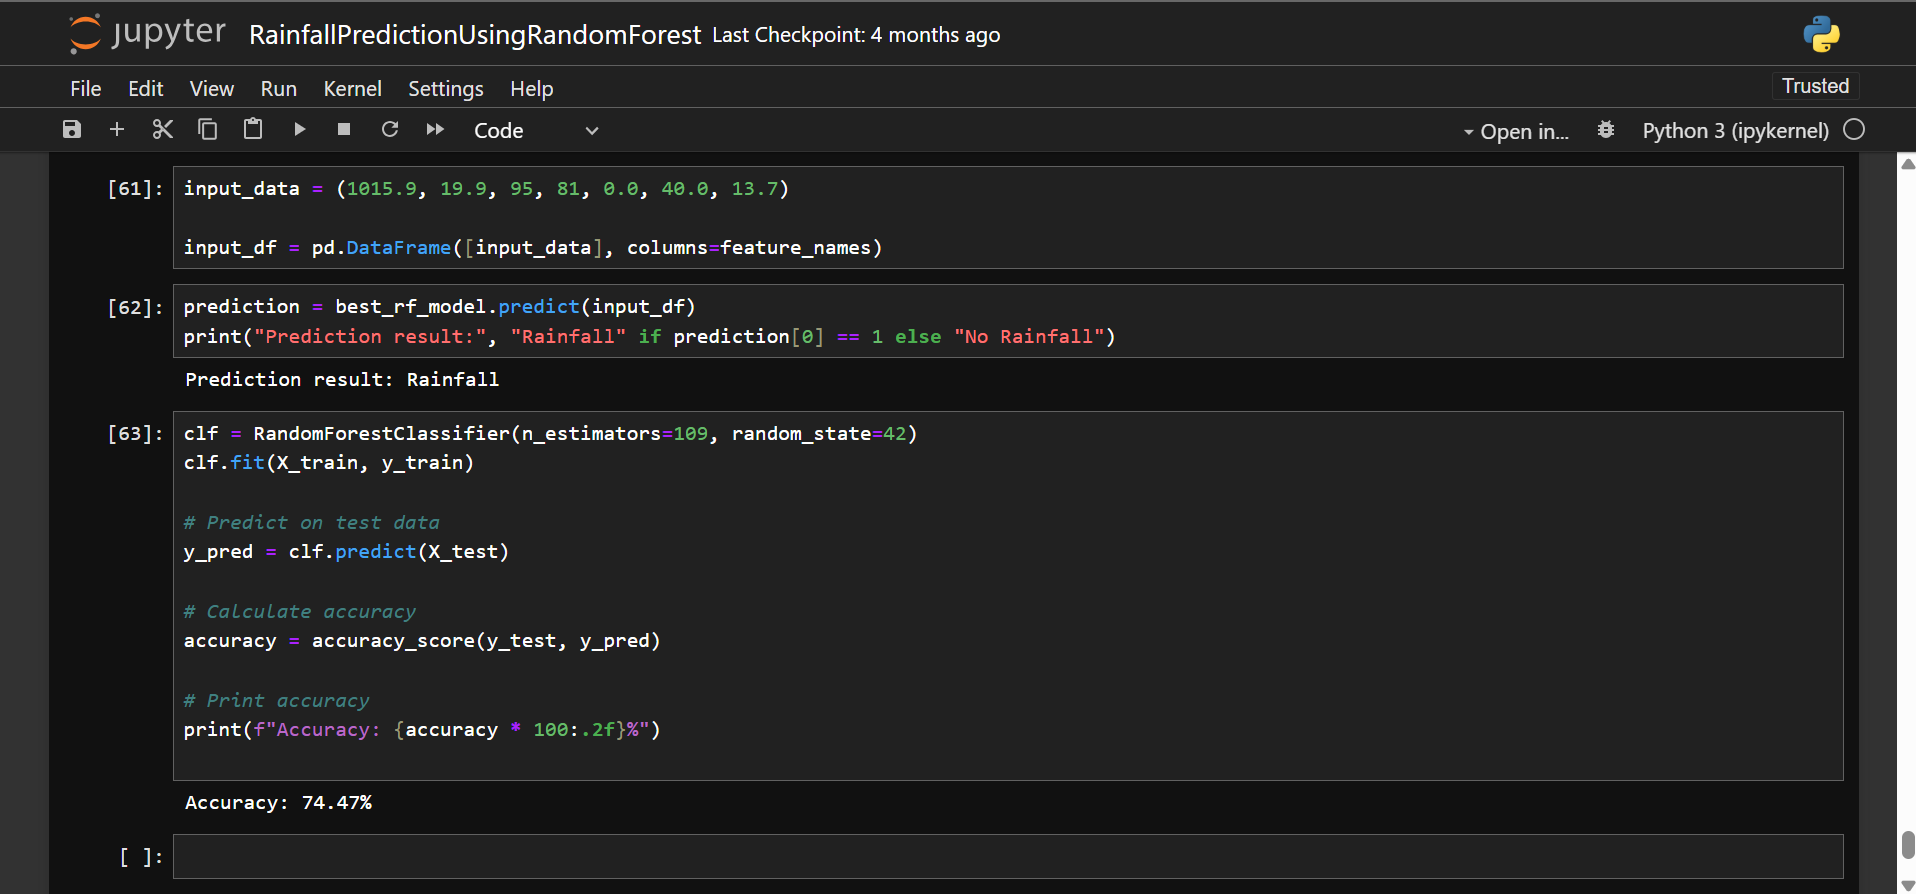 jupyter RainfallPredictionUsingRandomForest Last Checkpoint: 4 months ago
File Edit View Run Kernel Settings Help Trusted
Code Open in... Python 3 (ipykernel)
[61]: input_data = (1015.9, 19.9, 95, 81, 0.0, 40.0, 13.7)
input_df = pd.DataFrame([input_data], columns=feature_names)
[62]: prediction = best_rf_model.predict(input_df)
print("Prediction result:", "Rainfall" if prediction[0] == 1 else "No Rainfall")
Prediction result: Rainfall
[63]: clf = RandomForestClassifier(n_estimators=109, random_state=42)
clf.fit(X_train, y_train)
# Predict on test data
y_pred = clf.predict(X_test)
# Calculate accuracy
accuracy = accuracy_score(y_test, y_pred)
# Print accuracy
print(f"Accuracy: {accuracy * 100:.2f}%")
Accuracy: 74.47%
[ ]: